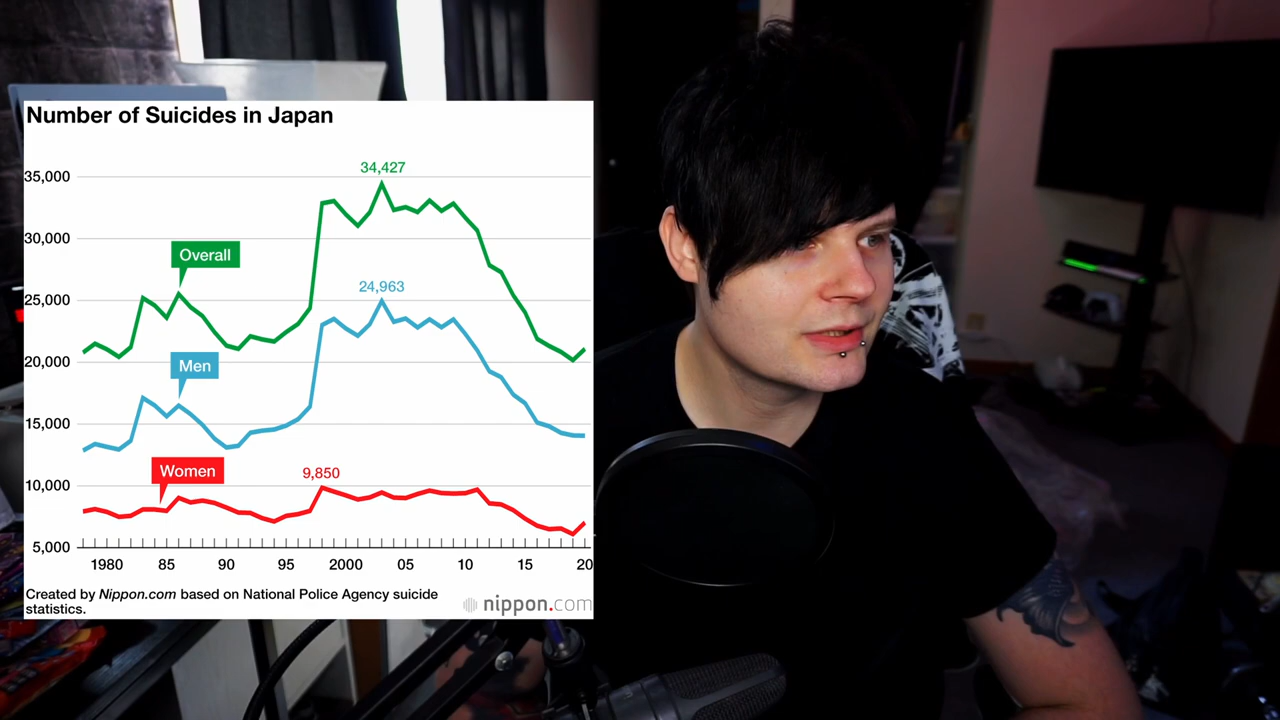 Number of Suicides in Japan
34,427
35,000
30,000
Overall
25,000
24,963
20,000
Men
15,000
Women
9,850
10,000
5,000
1980 85 90 95 2000 05 10 15 20
Created by Nippon.com based on National Police Agency suicide
statistics.
nippon.com